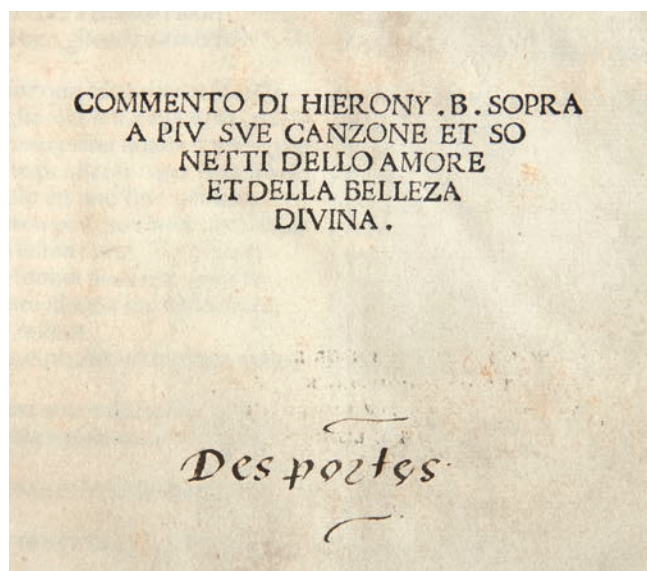 COMMENTO DI HIERONY . B . SOPRA
A PIV SVE CANZONE ET SO
NETTI DELLO AMORE
ET DELLA BELLEZA
DIVINA .
Des portes